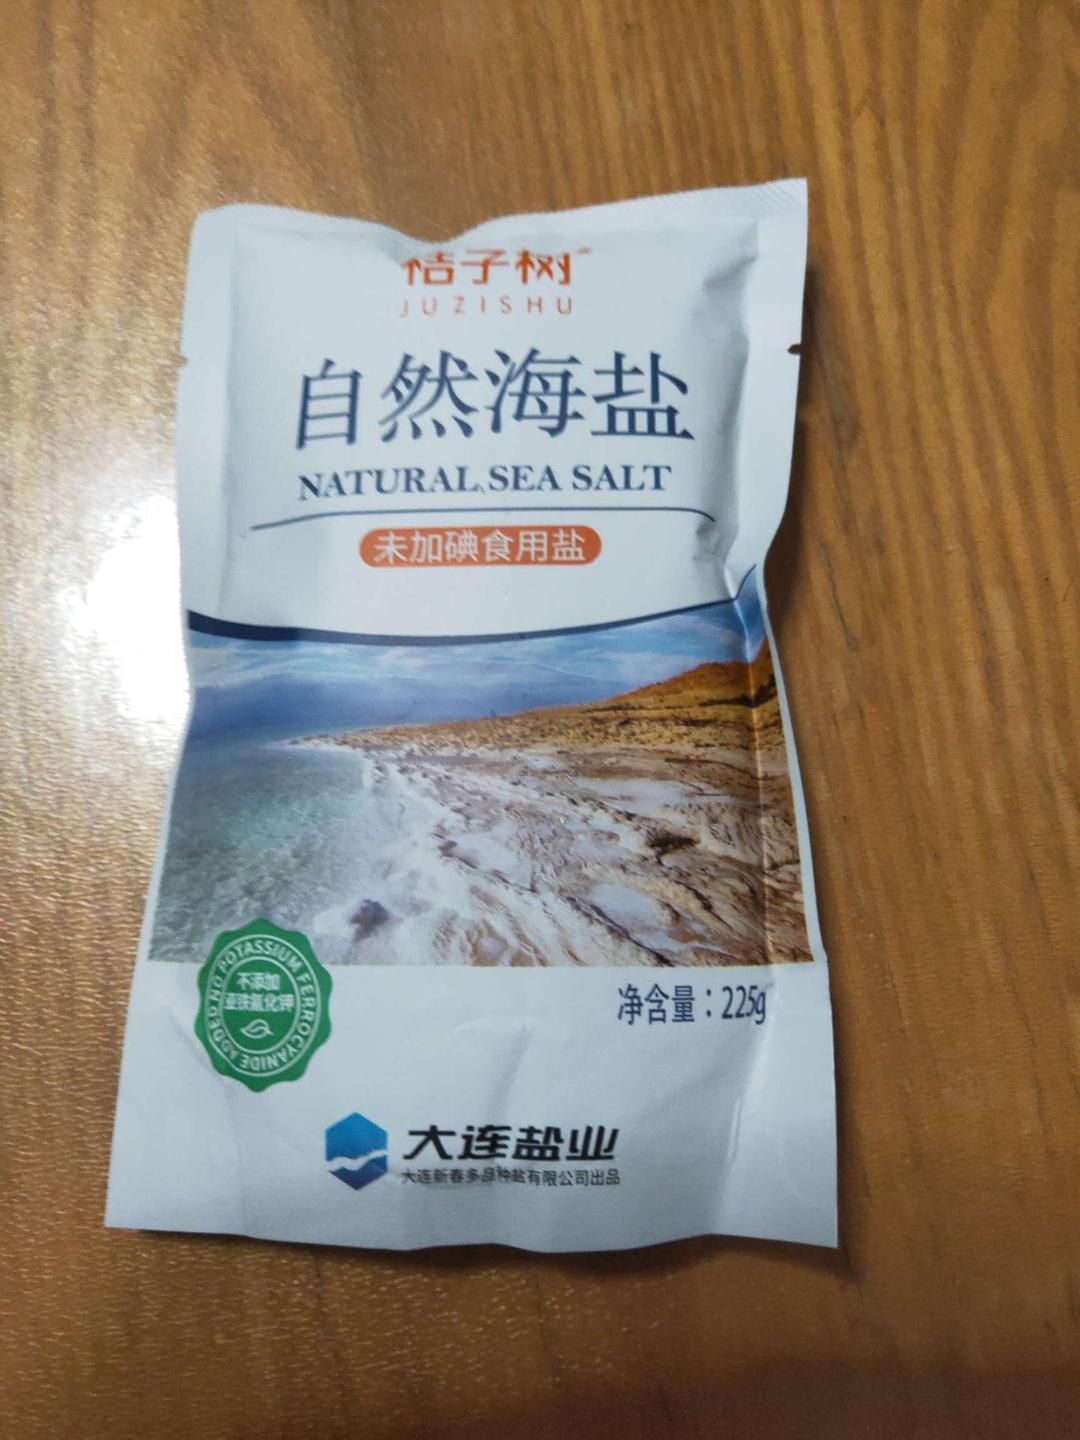 桔子树
JUZISHU
自然海盐
NATURAL SEA SALT
未加碘食用盐
NO POTASSIUM FERROCYANIDE ADDED
不添加
亚铁氰化钾
净含量：225g
大连盐业
大连新春多品种盐有限公司出品